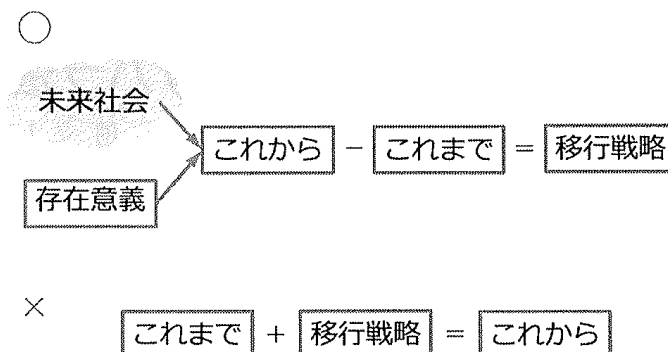 ○
未来社会
これから − これまで = 移行戦略
存在意義
× これまで + 移行戦略 = これから